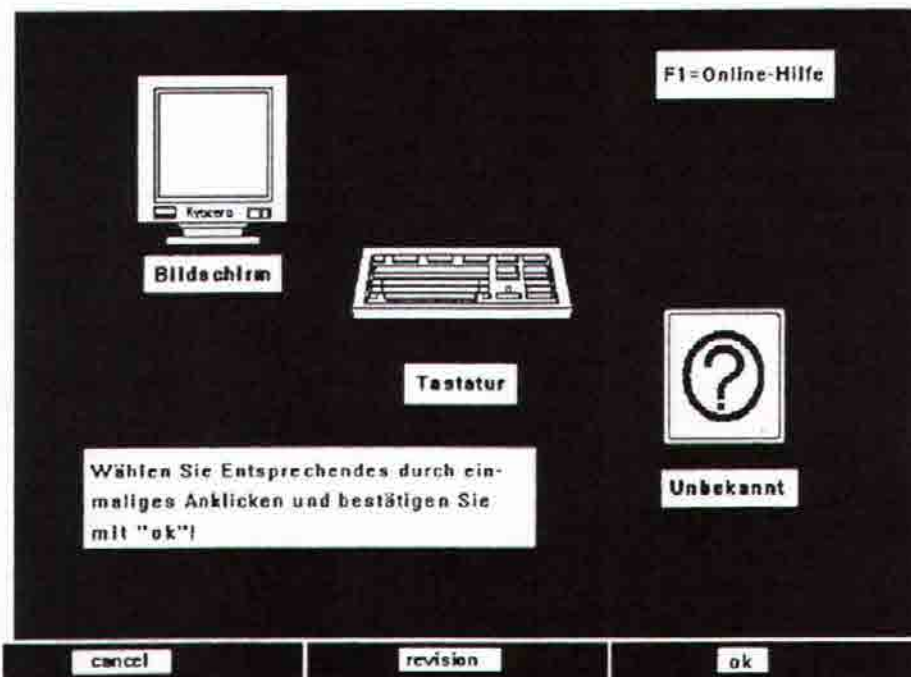 F1=Online-Hilfe
Kyocera
Bildschirm
Tastatur
Unbekannt
Wählen Sie Entsprechendes durch ein-
maliges Anklicken und bestätigen Sie
mit "ok"!
cancel
revision
ok